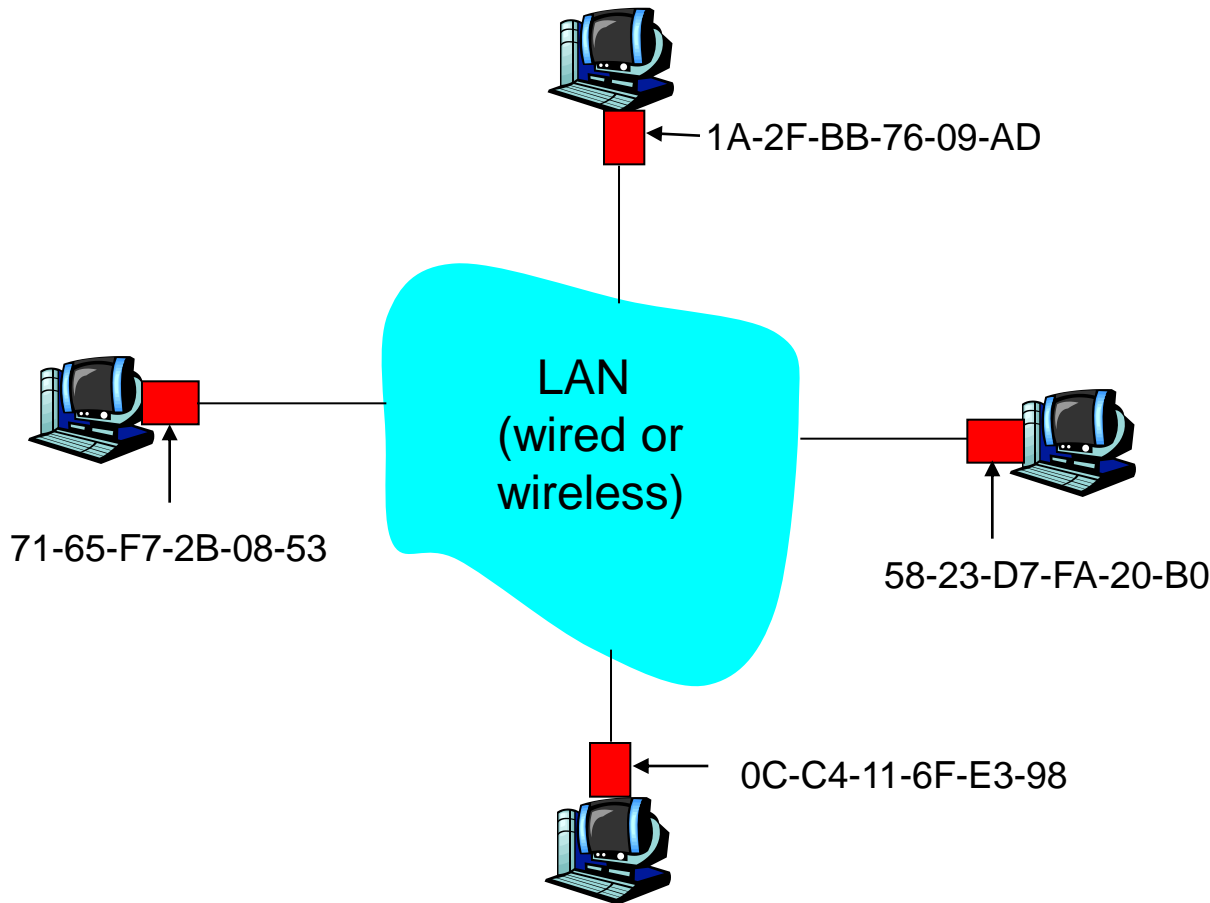 1A-2F-BB-76-09-AD
LAN
(wired or
wireless)
71-65-F7-2B-08-53
58-23-D7-FA-20-B0
0C-C4-11-6F-E3-98